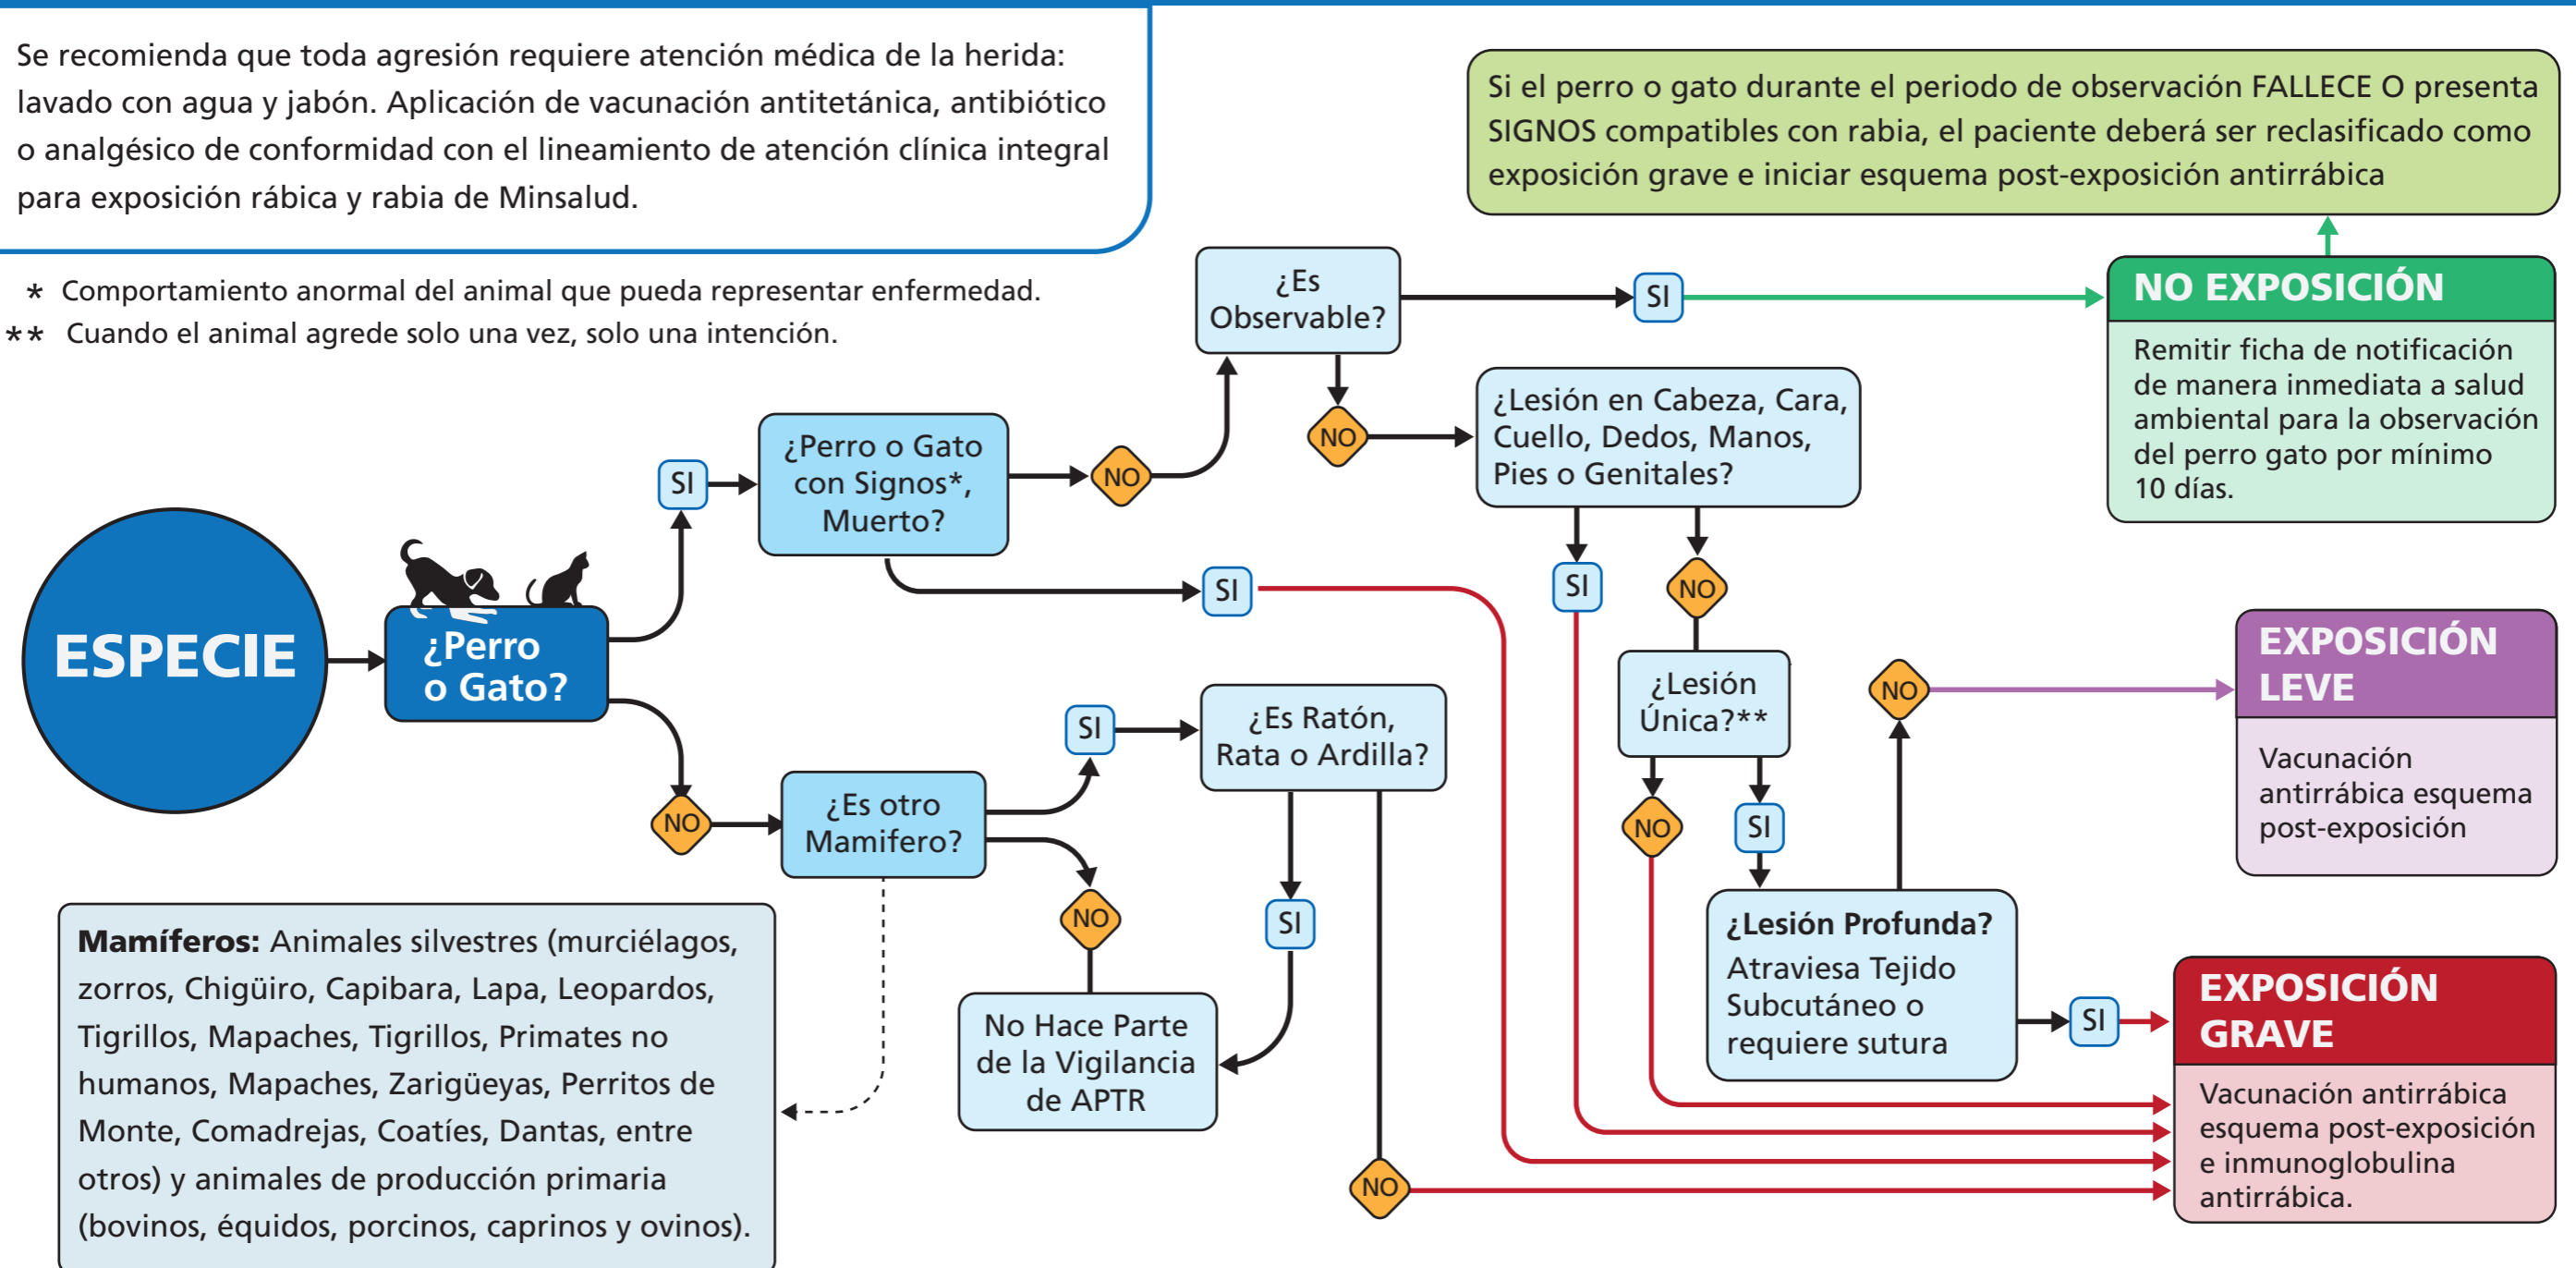 Se recomienda que toda agresión requiere atención médica de la herida:
lavado con agua y jabón. Aplicación de vacunación antitetánica, antibiótico
o analgésico de conformidad con el lineamiento de atención clínica integral
para exposición rábica y rabia de Minsalud.
* Comportamiento anormal del animal que pueda representar enfermedad.
** Cuando el animal agrede solo una vez, solo una intención.
Si el perro o gato durante el periodo de observación FALLECE O presenta
SIGNOS compatibles con rabia, el paciente deberá ser reclasificado como
exposición grave e iniciar esquema post-exposición antirrábica
ESPECIE
¿Perro
o Gato?
SI
¿Perro o Gato
con Signos*,
Muerto?
NO
¿Es
Observable?
SI
NO EXPOSICIÓN
Remitir ficha de notificación
de manera inmediata a salud
ambiental para la observación
del perro gato por mínimo
10 días.
NO
¿Lesión en Cabeza, Cara,
Cuello, Dedos, Manos,
Pies o Genitales?
SI
SI
NO
¿Lesión
Única?**
NO
SI
¿Lesión Profunda?
Atraviesa Tejido
Subcutáneo o
requiere sutura
NO
EXPOSICIÓN
LEVE
Vacunación
antirrábica esquema
post-exposición
SI
EXPOSICIÓN
GRAVE
Vacunación antirrábica
esquema post-exposición
e inmunoglobulina
antirrábica.
NO
¿Es otro
Mamifero?
SI
¿Es Ratón,
Rata o Ardilla?
NO
SI
No Hace Parte
de la Vigilancia
de APTR
NO
Mamíferos: Animales silvestres (murciélagos,
zorros, Chigüiro, Capibara, Lapa, Leopardos,
Tigrillos, Mapaches, Tigrillos, Primates no
humanos, Mapaches, Zarigüeyas, Perritos de
Monte, Comadrejas, Coatíes, Dantas, entre
otros) y animales de producción primaria
(bovinos, équidos, porcinos, caprinos y ovinos).